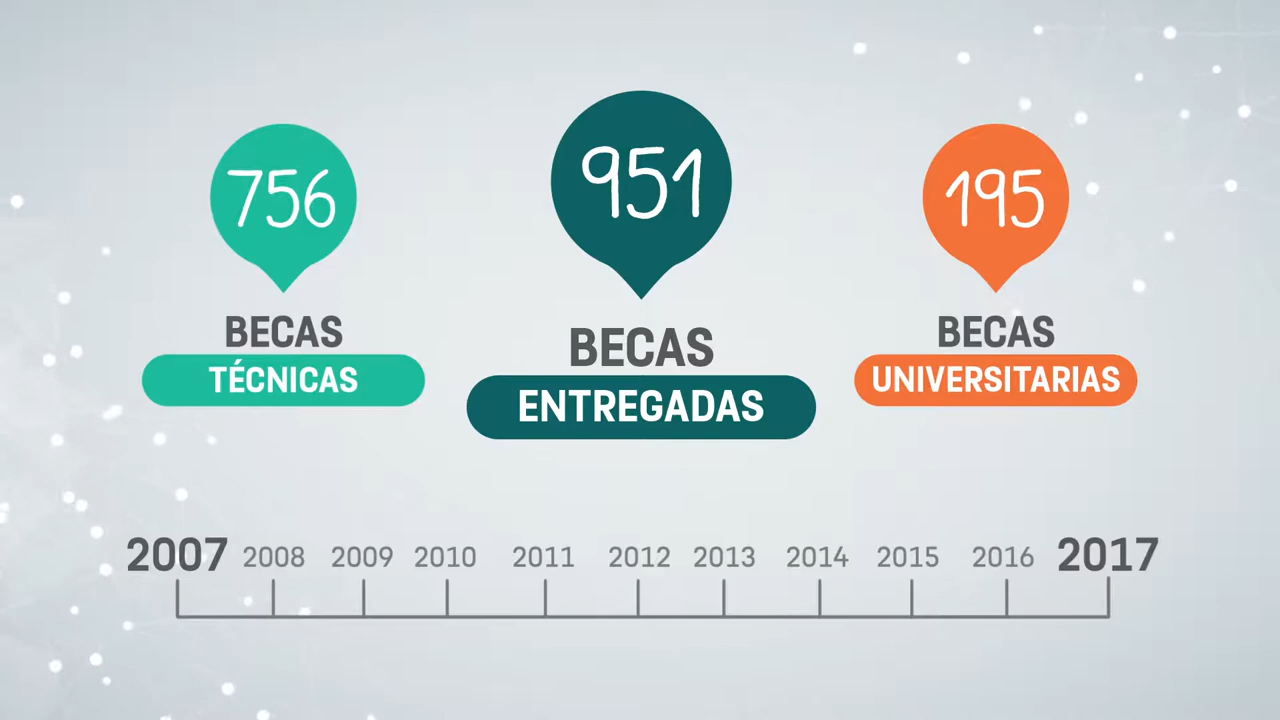 756
BECAS
TÉCNICAS
951
BECAS
ENTREGADAS
195
BECAS
UNIVERSITARIAS
2007 2008 2009 2010 2011 2012 2013 2014 2015 2016 2017